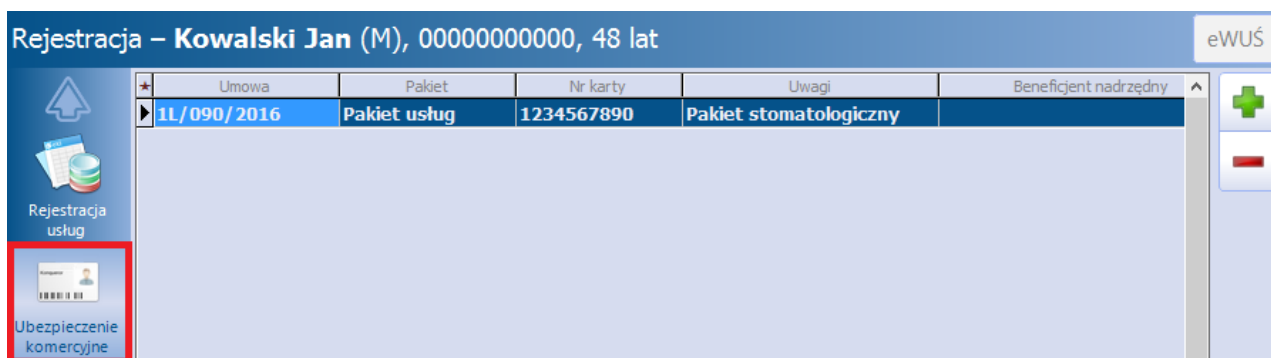 Rejestracja – Kowalski Jan (M), 00000000000, 48 lat
eWUŚ
Umowa Pakiet Nr karty Uwagi Beneficjent nadrzędny
1L/090/2016 Pakiet usług 1234567890 Pakiet stomatologiczny
Rejestracja
usług
Ubezpieczenie
komercyjne